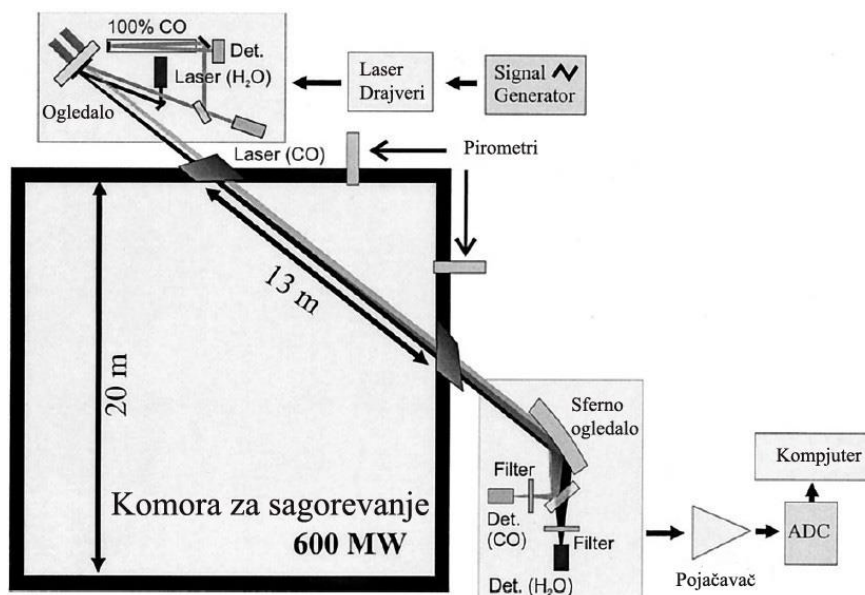 100% CO
Det.
Laser (H₂O)
Ogledalo
Laser
Drajveri
Signal
Generator
Laser (CO)
Pirometri
13 m
20 m
Komora za sagorevanje
600 MW
Sferno
ogledalo
Filter
Det.
(CO)
Filter
Det. (H₂O)
Pojačavač
ADC
Kompjuter